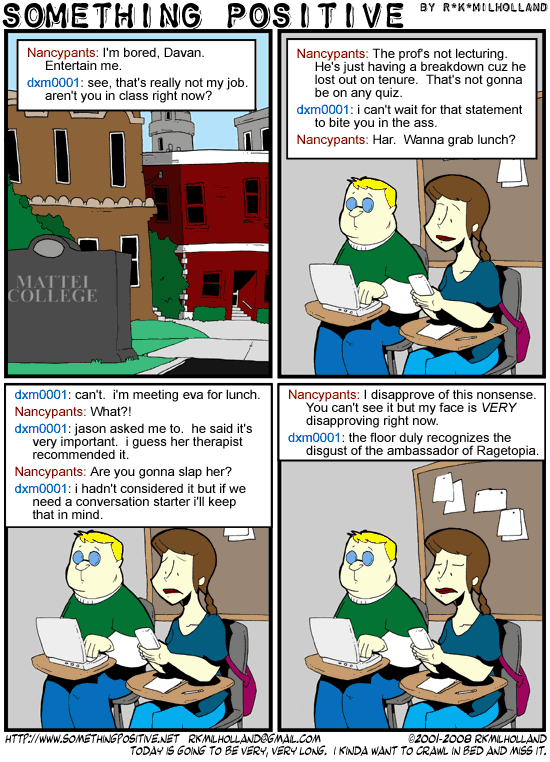 SOMETHING POSITIVE BY R*K*MILHOLLAND
Nancypants: I'm bored, Davan.
Entertain me.
dxm0001: see, that's really not my job.
aren't you in class right now?
MATTEL
COLLEGE
Nancypants: The prof's not lecturing.
He's just having a breakdown cuz he
lost out on tenure. That's not gonna
be on any quiz.
dxm0001: i can't wait for that statement
to bite you in the ass.
Nancypants: Har. Wanna grab lunch?
dxm0001: can't. i'm meeting eva for lunch.
Nancypants: What?!
dxm0001: jason asked me to. he said it's
very important. i guess her therapist
recommended it.
Nancypants: Are you gonna slap her?
dxm0001: i hadn't considered it but if we
need a conversation starter i'll keep
that in mind.
Nancypants: I disapprove of this nonsense.
You can't see it but my face is VERY
disapproving right now.
dxm0001: the floor duly recognizes the
disgust of the ambassador of Ragetopia.
HTTP://WWW.SOMETHINGPOSITIVE.NET RKMILHOLLAND@GMAIL.COM ©2001-2008 RKMILHOLLAND
TODAY IS GOING TO BE VERY, VERY LONG. I KINDA WANT TO CRAWL IN BED AND MISS IT.